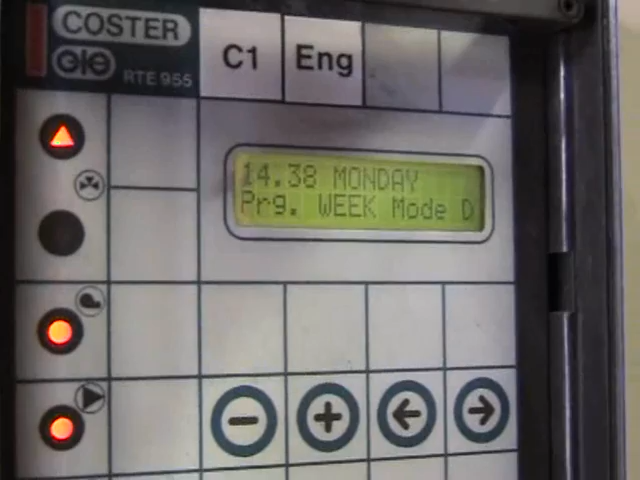 COSTER
RTE 955
C1
Eng
14.38 MONDAY
Prg. WEEK Mode D